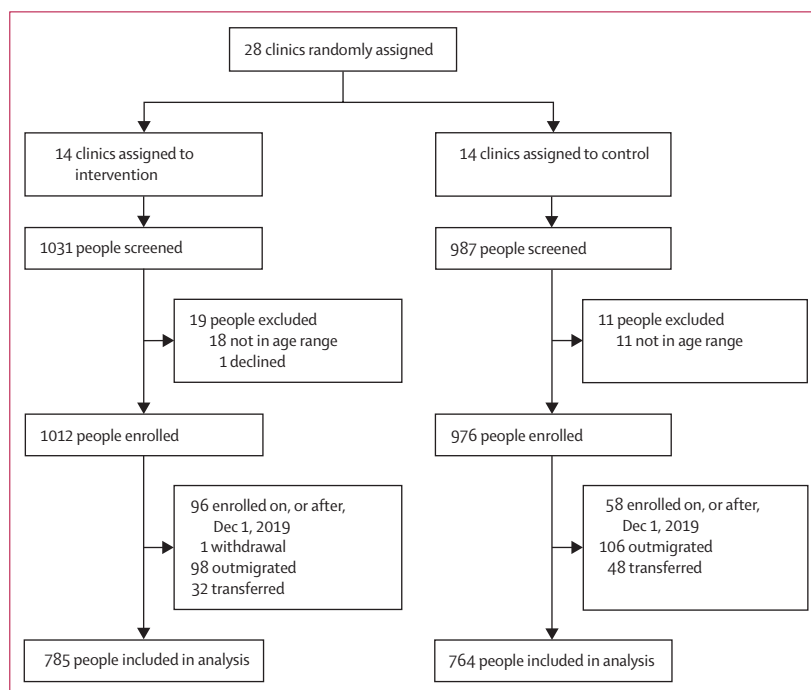 28 clinics randomly assigned
14 clinics assigned to
intervention
14 clinics assigned to control
1031 people screened
987 people screened
19 people excluded
18 not in age range
1 declined
11 people excluded
11 not in age range
1012 people enrolled
976 people enrolled
96 enrolled on, or after,
Dec 1, 2019
1 withdrawal
98 outmigrated
32 transferred
58 enrolled on, or after,
Dec 1, 2019
106 outmigrated
48 transferred
785 people included in analysis
764 people included in analysis